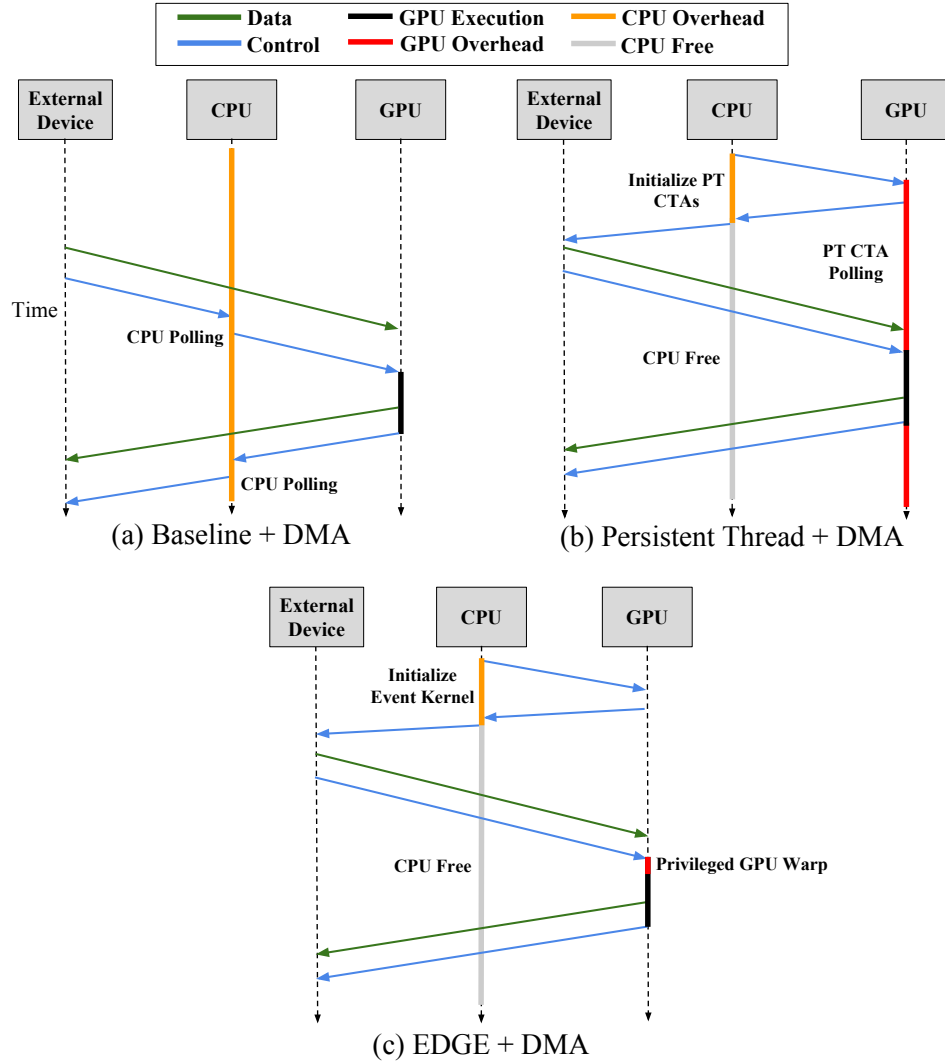 Data
GPU Execution
CPU Overhead
Control
GPU Overhead
CPU Free
External
Device
CPU
GPU
Time
CPU Polling
CPU Polling
(a) Baseline + DMA
External
Device
CPU
GPU
Initialize PT
CTAs
PT CTA
Polling
CPU Free
(b) Persistent Thread + DMA
External
Device
CPU
GPU
Initialize
Event Kernel
CPU Free
Privileged GPU Warp
(c) EDGE + DMA